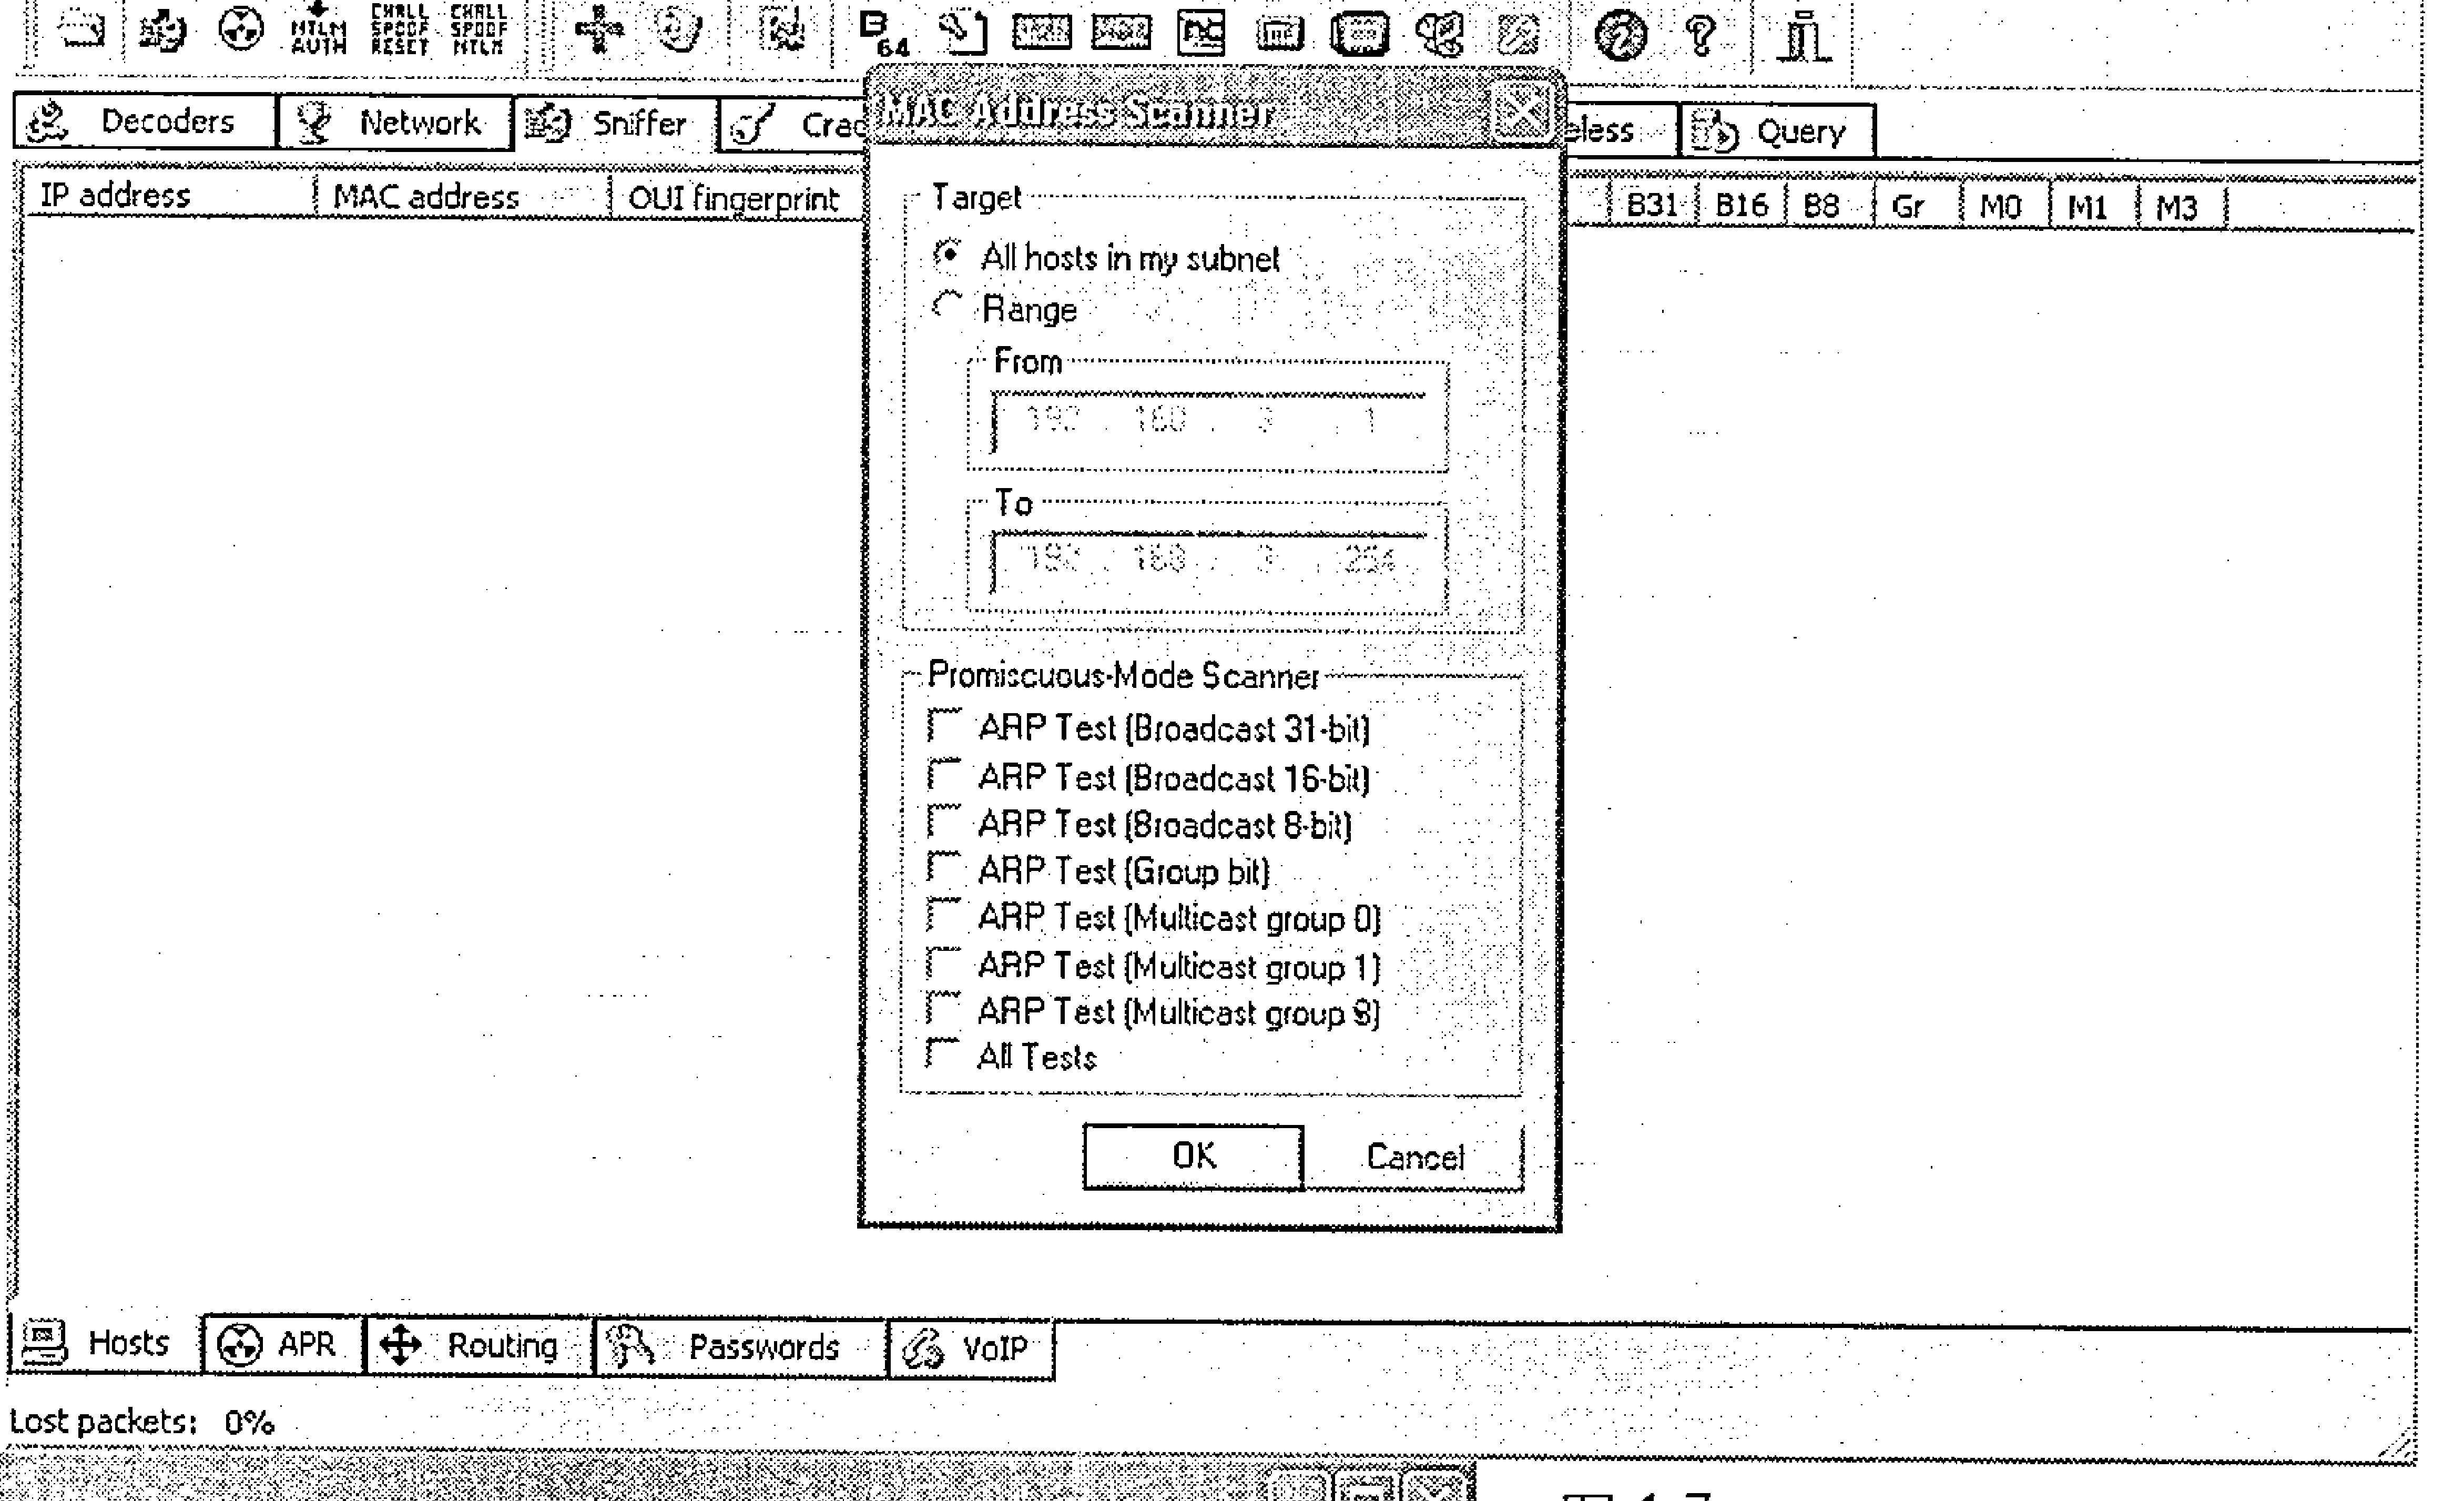 NTLM AUTH
CHALL SPOOF RESET
CHALL SPOOF NTLM
B 64
Decoders
Network
Sniffer
Crac
MAC Address Scanner
eless
Query
IP address
MAC address
OUI fingerprint
B31
B16
B8
Gr
M0
M1
M3
Target
All hosts in my subnet
Range
From
3 . 1
To
Promiscuous-Mode Scanner
ARP Test (Broadcast 31-bit)
ARP Test (Broadcast 16-bit)
ARP Test (Broadcast 8-bit)
ARP Test (Group bit)
ARP Test (Multicast group 0)
ARP Test (Multicast group 1)
ARP Test (Multicast group 3)
All Tests
OK
Cancel
Hosts
APR
Routing
Passwords
VoIP
Lost packets: 0%